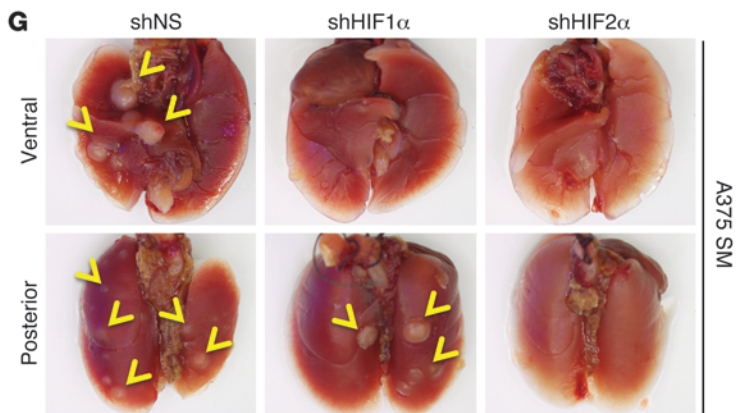 G
shNS shHIF1α shHIF2α
Ventral
Posterior
A375 SM